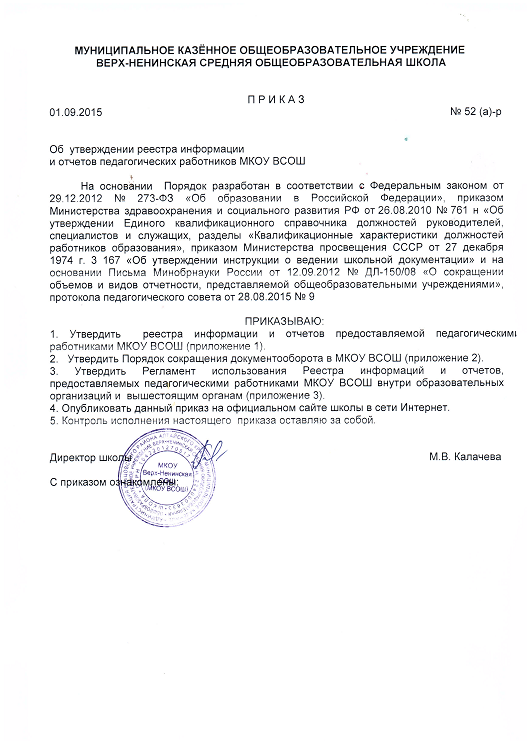 МУНИЦИПАЛЬНОЕ КАЗЁННОЕ ОБЩЕОБРАЗОВАТЕЛЬНОЕ УЧРЕЖДЕНИЕ
ВЕРХ-НЕНИНСКАЯ СРЕДНЯЯ ОБЩЕОБРАЗОВАТЕЛЬНАЯ ШКОЛА
П Р И К А З
01.09.2015 № 52 (а)-р
Об утверждении реестра информации
и отчетов педагогических работников МКОУ ВСОШ
На основании Порядок разработан в соответствии с Федеральным законом от
29.12.2012 № 273-ФЗ «Об образовании в Российской Федерации», приказом
Министерства здравоохранения и социального развития РФ от 26.08.2010 № 761 н «Об
утверждении Единого квалификационного справочника должностей руководителей,
специалистов и служащих, разделы «Квалификационные характеристики должностей
работников образования», приказом Министерства просвещения СССР от 27 декабря
1974 г. З 167 «Об утверждении инструкции о ведении школьной документации» и на
основании Письма Минобрнауки России от 12.09.2012 № ДЛ-150/08 «О сокращении
объемов и видов отчетности, представляемой общеобразовательными учреждениями»,
протокола педагогического совета от 28.08.2015 № 9
ПРИКАЗЫВАЮ:
1. Утвердить реестра информации и отчетов предоставляемой педагогическими
работниками МКОУ ВСОШ (приложение 1).
2. Утвердить Порядок сокращения документооборота в МКОУ ВСОШ (приложение 2).
3. Утвердить Регламент использования Реестра информаций и отчетов,
предоставляемых педагогическими работниками МКОУ ВСОШ внутри образовательных
организаций и вышестоящим органам (приложение 3).
4. Опубликовать данный приказ на официальном сайте школы в сети Интернет.
5. Контроль исполнения настоящего приказа оставляю за собой.
Директор школы М.В. Калачева
МКОУ
Верх-Ненинская
СОШ
(МКОУ ВСОШ)
С приказом ознакомлены: